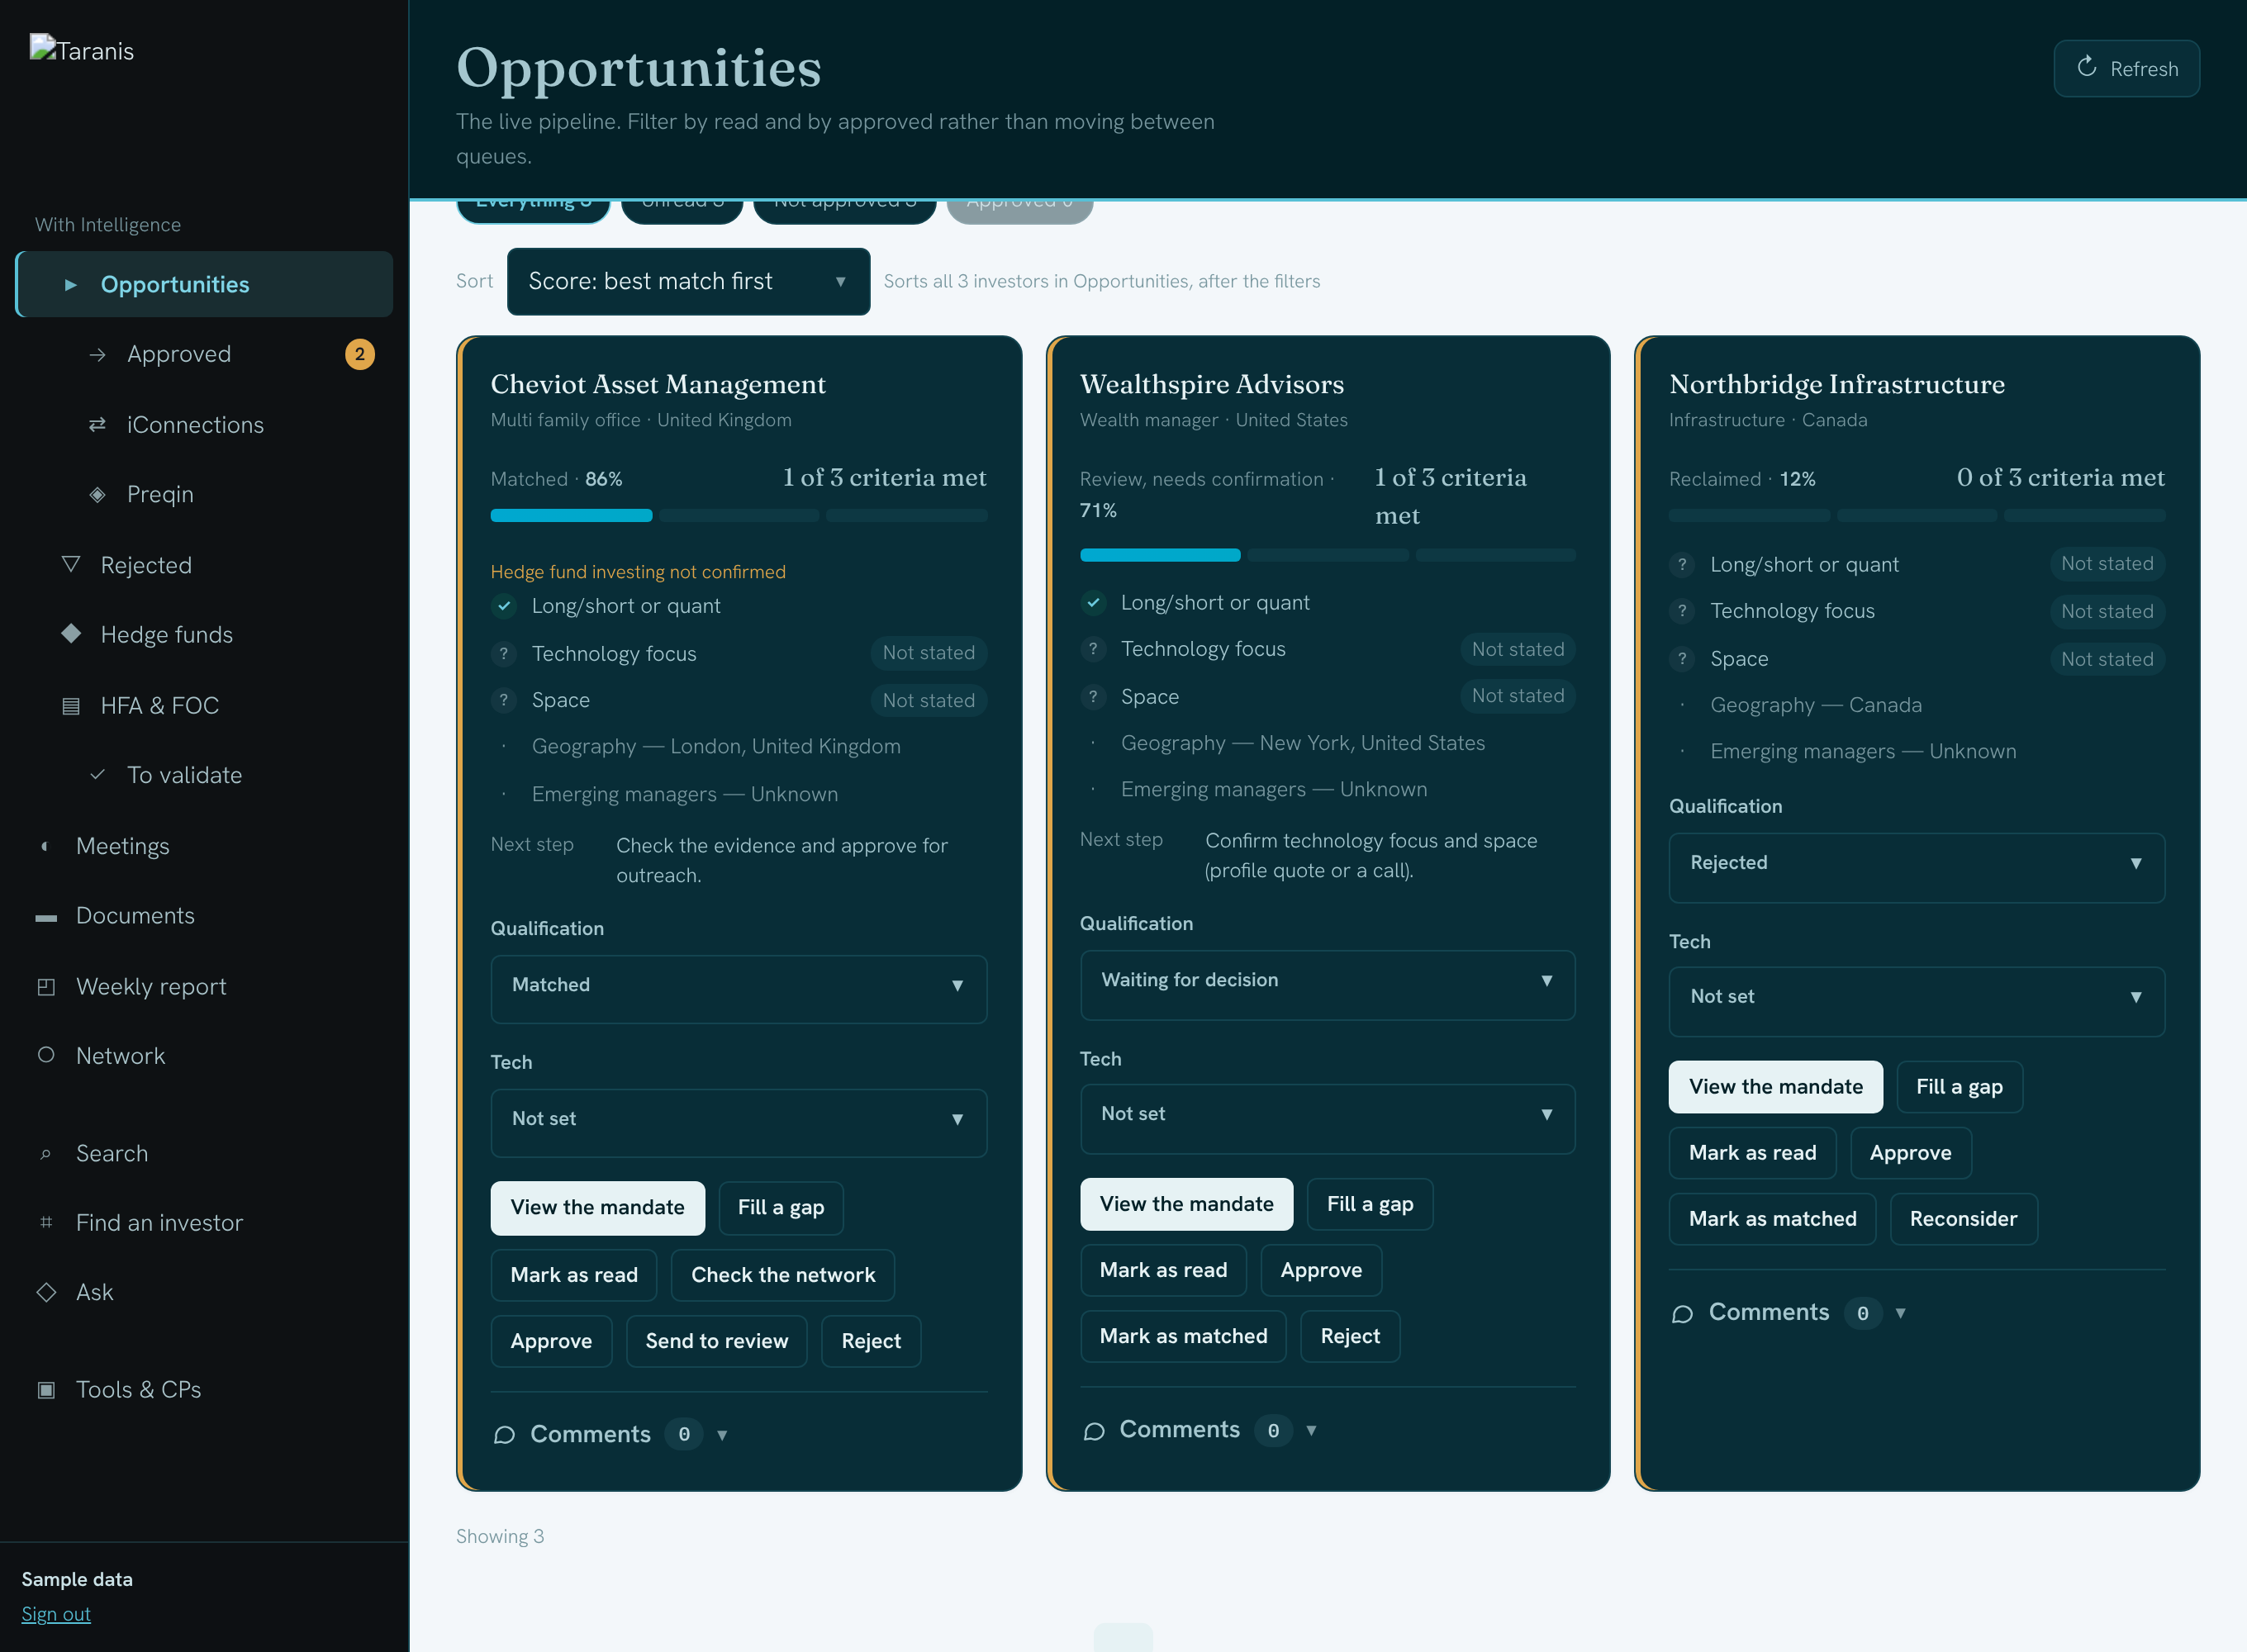 Taranis
With Intelligence
Opportunities
Approved 2
iConnections
Preqin
Rejected
Hedge funds
HFA & FOC
To validate
Meetings
Documents
Weekly report
Network
Search
Find an investor
Ask
Tools & CPs
Sample data
Sign out
Opportunities
The live pipeline. Filter by read and by approved rather than moving between
queues.
Refresh
Everything 3 Unread 3 Not approved 3 Approved 0
Sort Score: best match first ▼ Sorts all 3 investors in Opportunities, after the filters
Cheviot Asset Management
Multi family office · United Kingdom
Matched · 86% 1 of 3 criteria met
Hedge fund investing not confirmed
Long/short or quant
? Technology focus Not stated
? Space Not stated
· Geography — London, United Kingdom
· Emerging managers — Unknown
Next step Check the evidence and approve for
outreach.
Qualification
Matched ▼
Tech
Not set ▼
View the mandate Fill a gap
Mark as read Check the network
Approve Send to review Reject
Comments 0 ▼
Wealthspire Advisors
Wealth manager · United States
Review, needs confirmation · 1 of 3 criteria
71% met
Long/short or quant
? Technology focus Not stated
? Space Not stated
· Geography — New York, United States
· Emerging managers — Unknown
Next step Confirm technology focus and space
(profile quote or a call).
Qualification
Waiting for decision ▼
Tech
Not set ▼
View the mandate Fill a gap
Mark as read Approve
Mark as matched Reject
Comments 0 ▼
Northbridge Infrastructure
Infrastructure · Canada
Reclaimed · 12% 0 of 3 criteria met
? Long/short or quant Not stated
? Technology focus Not stated
? Space Not stated
· Geography — Canada
· Emerging managers — Unknown
Qualification
Rejected ▼
Tech
Not set ▼
View the mandate Fill a gap
Mark as read Approve
Mark as matched Reconsider
Comments 0 ▼
Showing 3